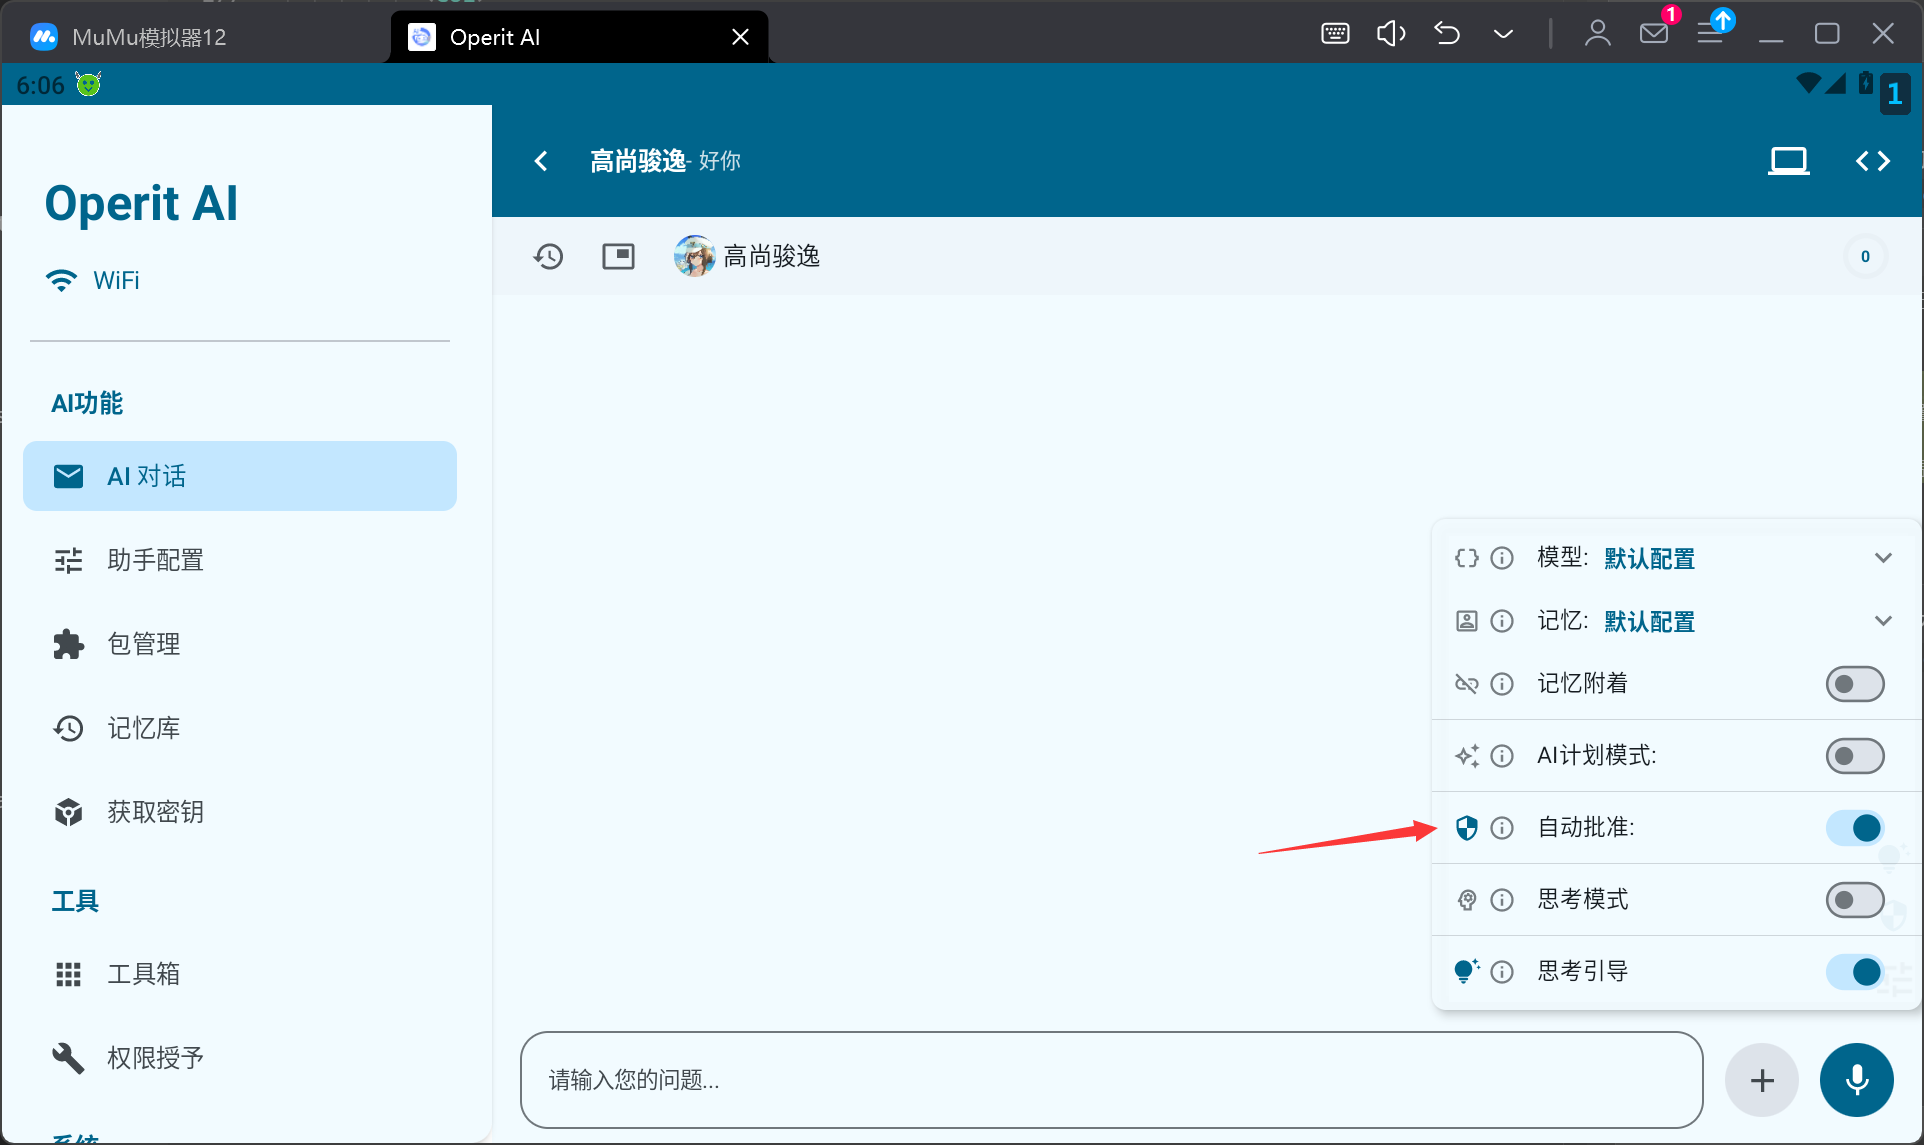 MuMu模拟器12
Operit AI
1
6:06
1
Operit AI
WiFi
AI功能
AI 对话
助手配置
包管理
记忆库
获取密钥
工具
工具箱
权限授予
系统
高尚骏逸- 好你
高尚骏逸
0
模型: 默认配置
记忆: 默认配置
记忆附着
AI计划模式:
自动批准:
思考模式
思考引导
请输入您的问题...